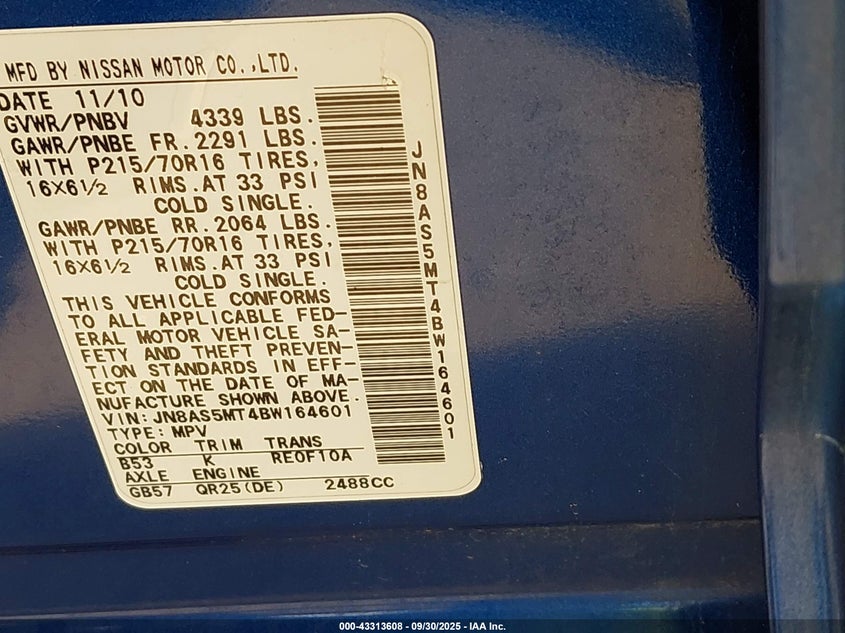 MFD BY NISSAN MOTOR CO.,LTD.
DATE 11/10
GVWR/PNBV 4339 LBS.
GAWR/PNBE FR.2291 LBS.
WITH P215/70R16 TIRES,
16X6½ RIMS.AT 33 PSI
COLD SINGLE.
GAWR/PNBE RR.2064 LBS.
WITH P215/70R16 TIRES,
16X6½ RIMS.AT 33 PSI
COLD SINGLE.
THIS VEHICLE CONFORMS
TO ALL APPLICABLE FED-
ERAL MOTOR VEHICLE SA-
FETY AND THEFT PREVEN-
TION STANDARDS IN EFF-
ECT ON THE DATE OF MA-
NUFACTURE SHOWN ABOVE.
VIN:JN8AS5MT4BW164601
TYPE:MPV
COLOR TRIM TRANS
B53 K RE0F10A
AXLE ENGINE
GB57 QR25(DE) 2488CC
JN8AS5MT4BW164601
000-43313608 - 09/30/2025 - IAA Inc.